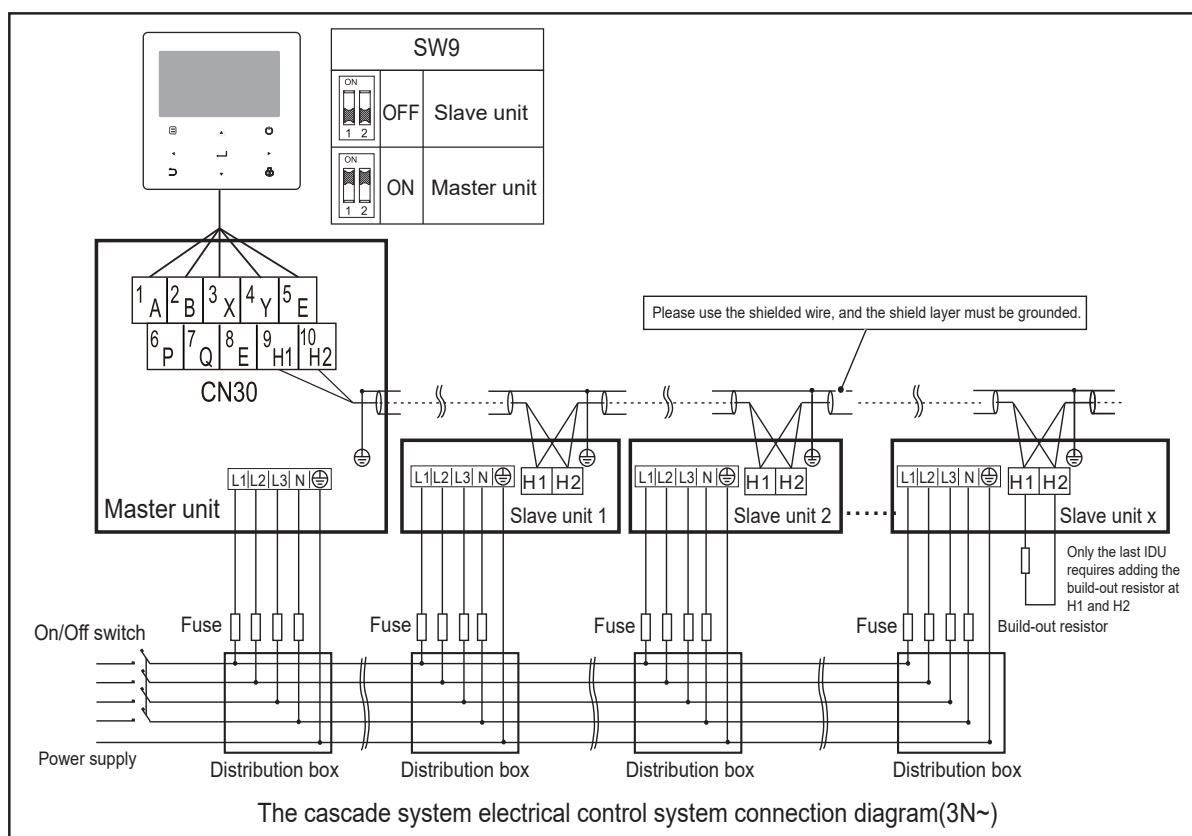 SW9
ON
1 2
OFF
Slave unit
ON
1 2
ON
Master unit
1 A 2 B 3 X 4 Y 5 E
6 P 7 Q 8 E 9 H1 10 H2
CN30
Please use the shielded wire, and the shield layer must be grounded.
L1 L2 L3 N
Master unit
L1 L2 L3 N
H1 H2
Slave unit 1
L1 L2 L3 N
H1 H2
Slave unit 2
L1 L2 L3 N
H1 H2
Slave unit x
Only the last IDU
requires adding the
build-out resistor at
H1 and H2
Build-out resistor
On/Off switch
Fuse
Fuse
Fuse
Fuse
Power supply
Distribution box
Distribution box
Distribution box
Distribution box
The cascade system electrical control system connection diagram(3N~)